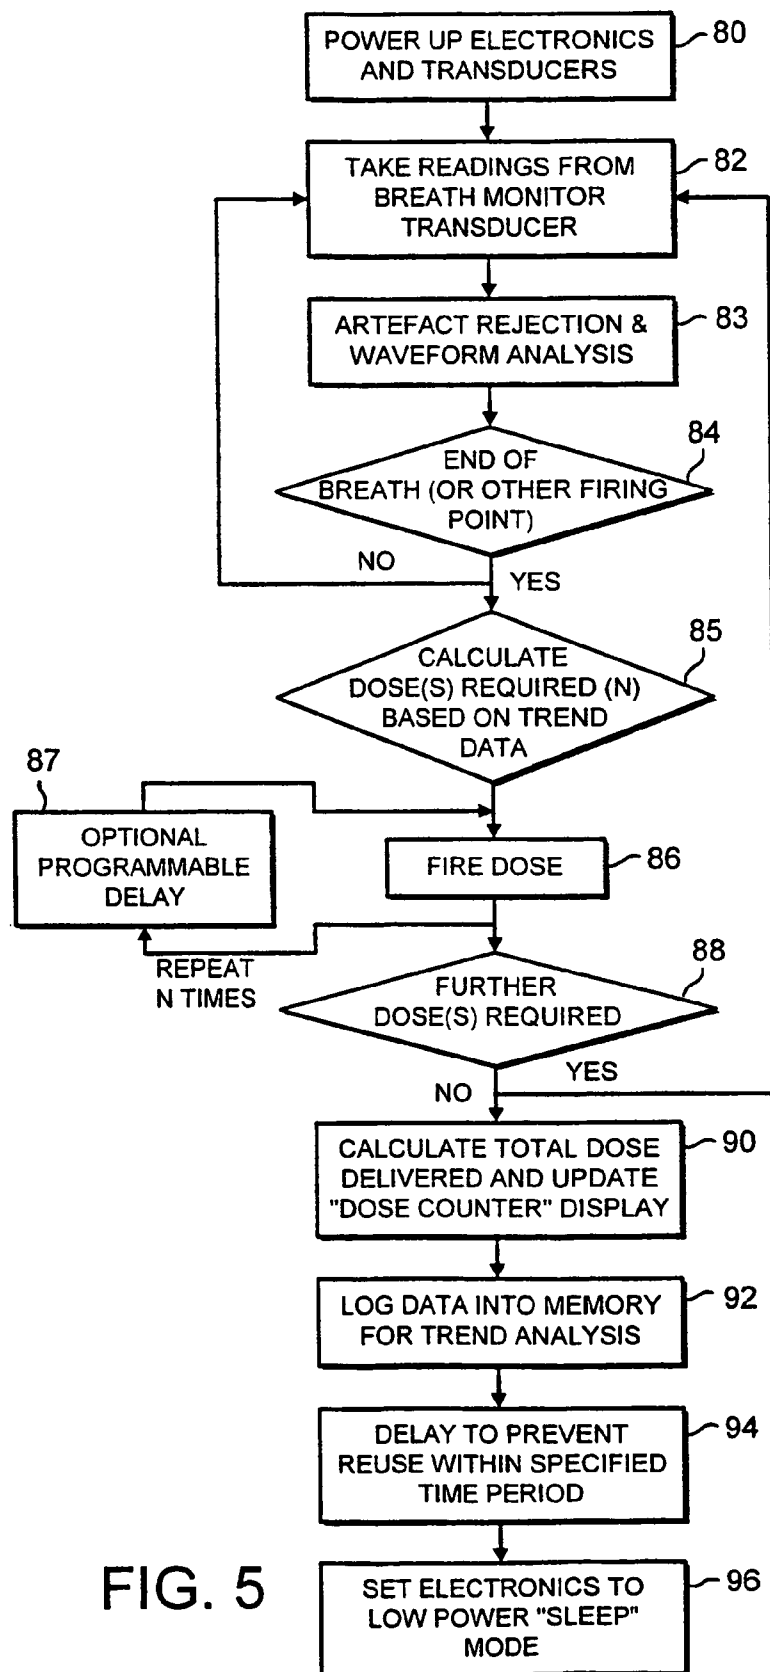 POWER UP ELECTRONICS
AND TRANSDUCERS
80
TAKE READINGS FROM
BREATH MONITOR
TRANSDUCER
82
ARTEFACT REJECTION &
WAVEFORM ANALYSIS
83
END OF
BREATH (OR OTHER FIRING
POINT)
84
NO
YES
CALCULATE
DOSE(S) REQUIRED (N)
BASED ON TREND
DATA
85
87
OPTIONAL
PROGRAMMABLE
DELAY
FIRE DOSE
86
REPEAT
N TIMES
FURTHER
DOSE(S) REQUIRED
88
NO
YES
CALCULATE TOTAL DOSE
DELIVERED AND UPDATE
"DOSE COUNTER" DISPLAY
90
LOG DATA INTO MEMORY
FOR TREND ANALYSIS
92
DELAY TO PREVENT
REUSE WITHIN SPECIFIED
TIME PERIOD
94
SET ELECTRONICS TO
LOW POWER "SLEEP"
MODE
96
FIG. 5